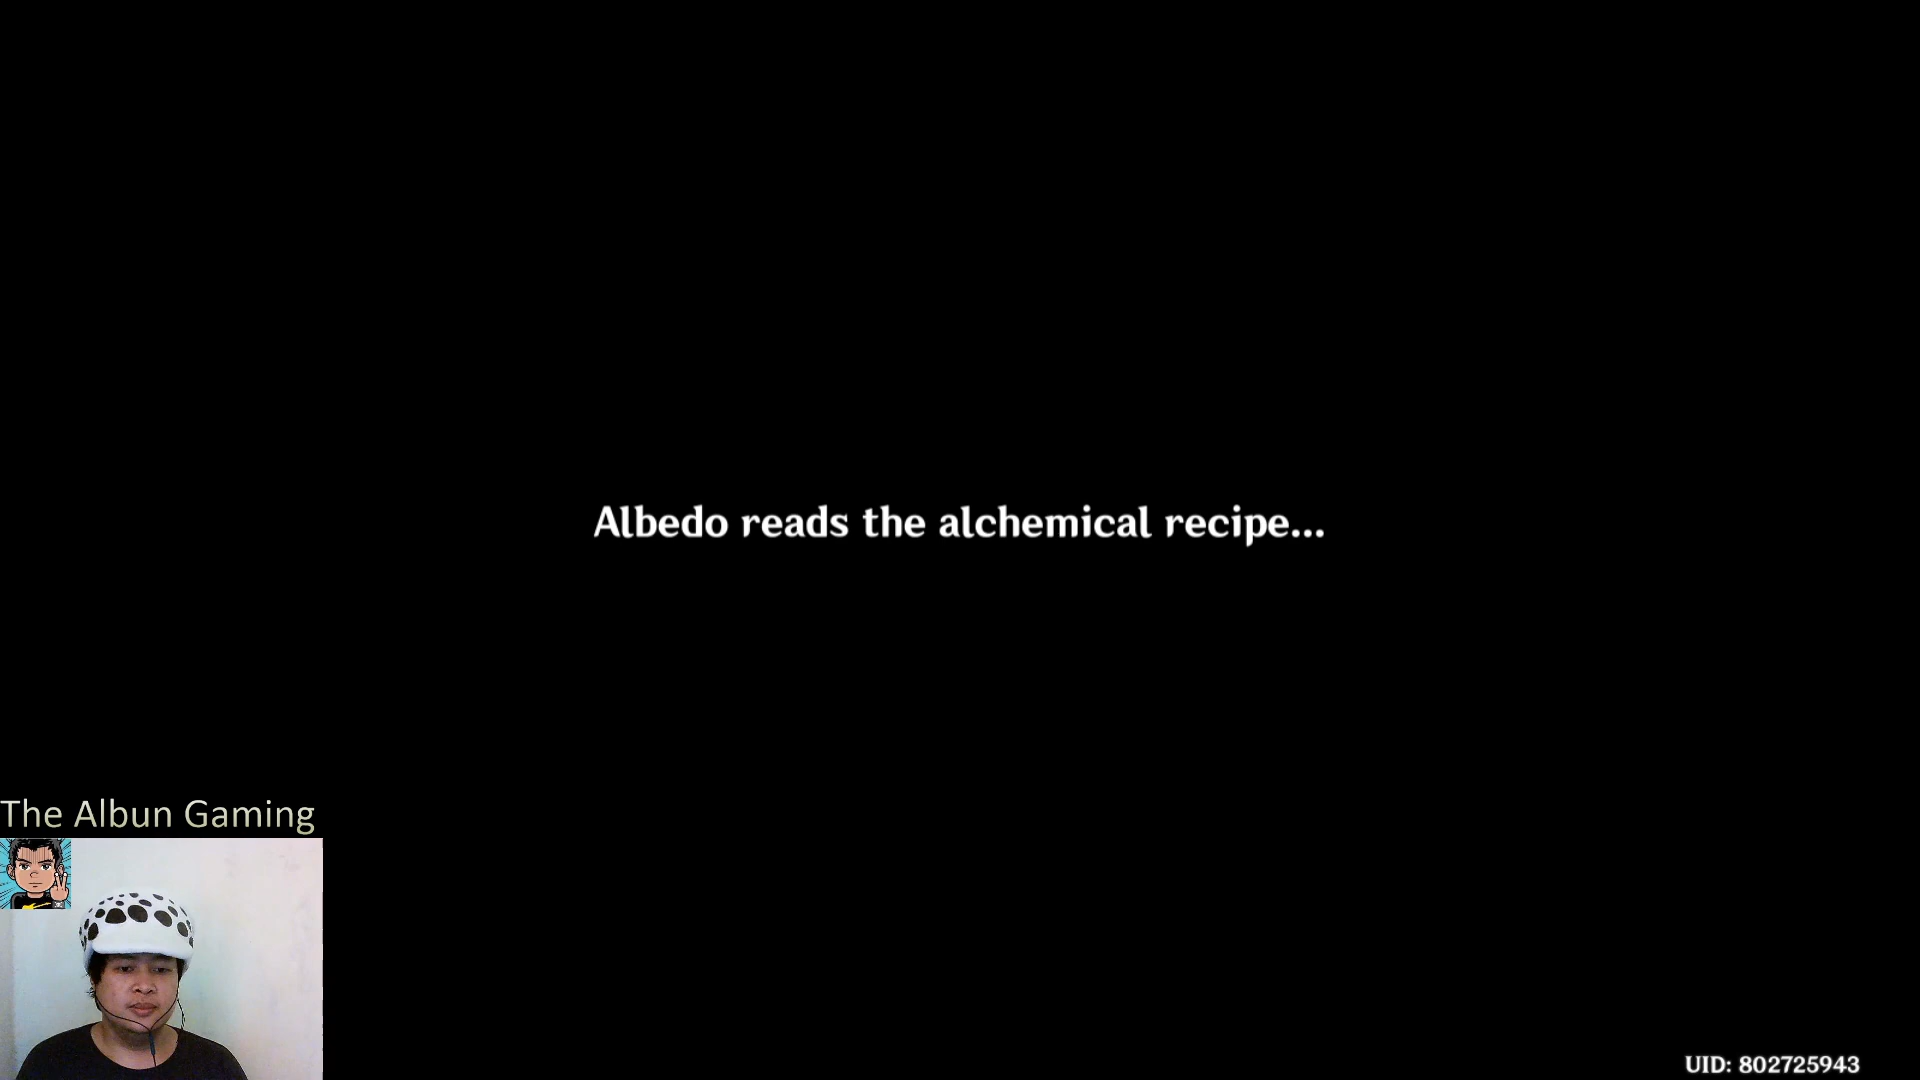 Albedo reads the alchemical recipe...
The Albun Gaming
UID: 802725943